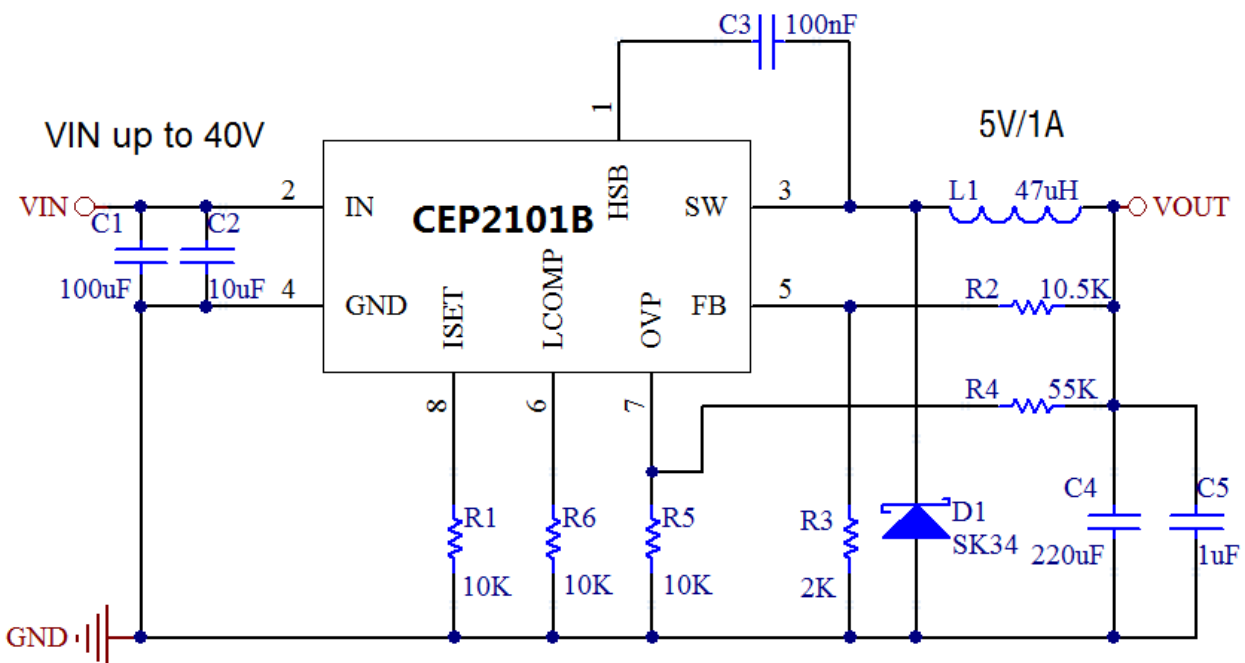 C3 100nF
1
VIN up to 40V
5V/1A
2
3
L1 47uH
VIN
IN
HSB
SW
VOUT
C1
C2
CEP2101B
100uF
10uF
4
GND
ISET
LCOMP
OVP
FB
5
R2 10.5K
R4 55K
8
6
7
R1
R6
R5
R3
D1
C4
C5
SK34
220uF
1uF
10K
10K
10K
2K
GND